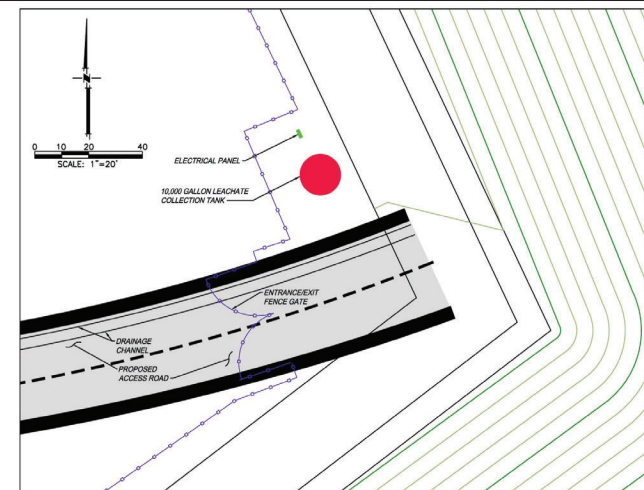 N
0 10 20 40
SCALE: 1"=20'
ELECTRICAL PANEL
10,000 GALLON LEACHATE
COLLECTION TANK
ENTRANCE/EXIT
FENCE GATE
DRAINAGE
CHANNEL
PROPOSED
ACCESS ROAD